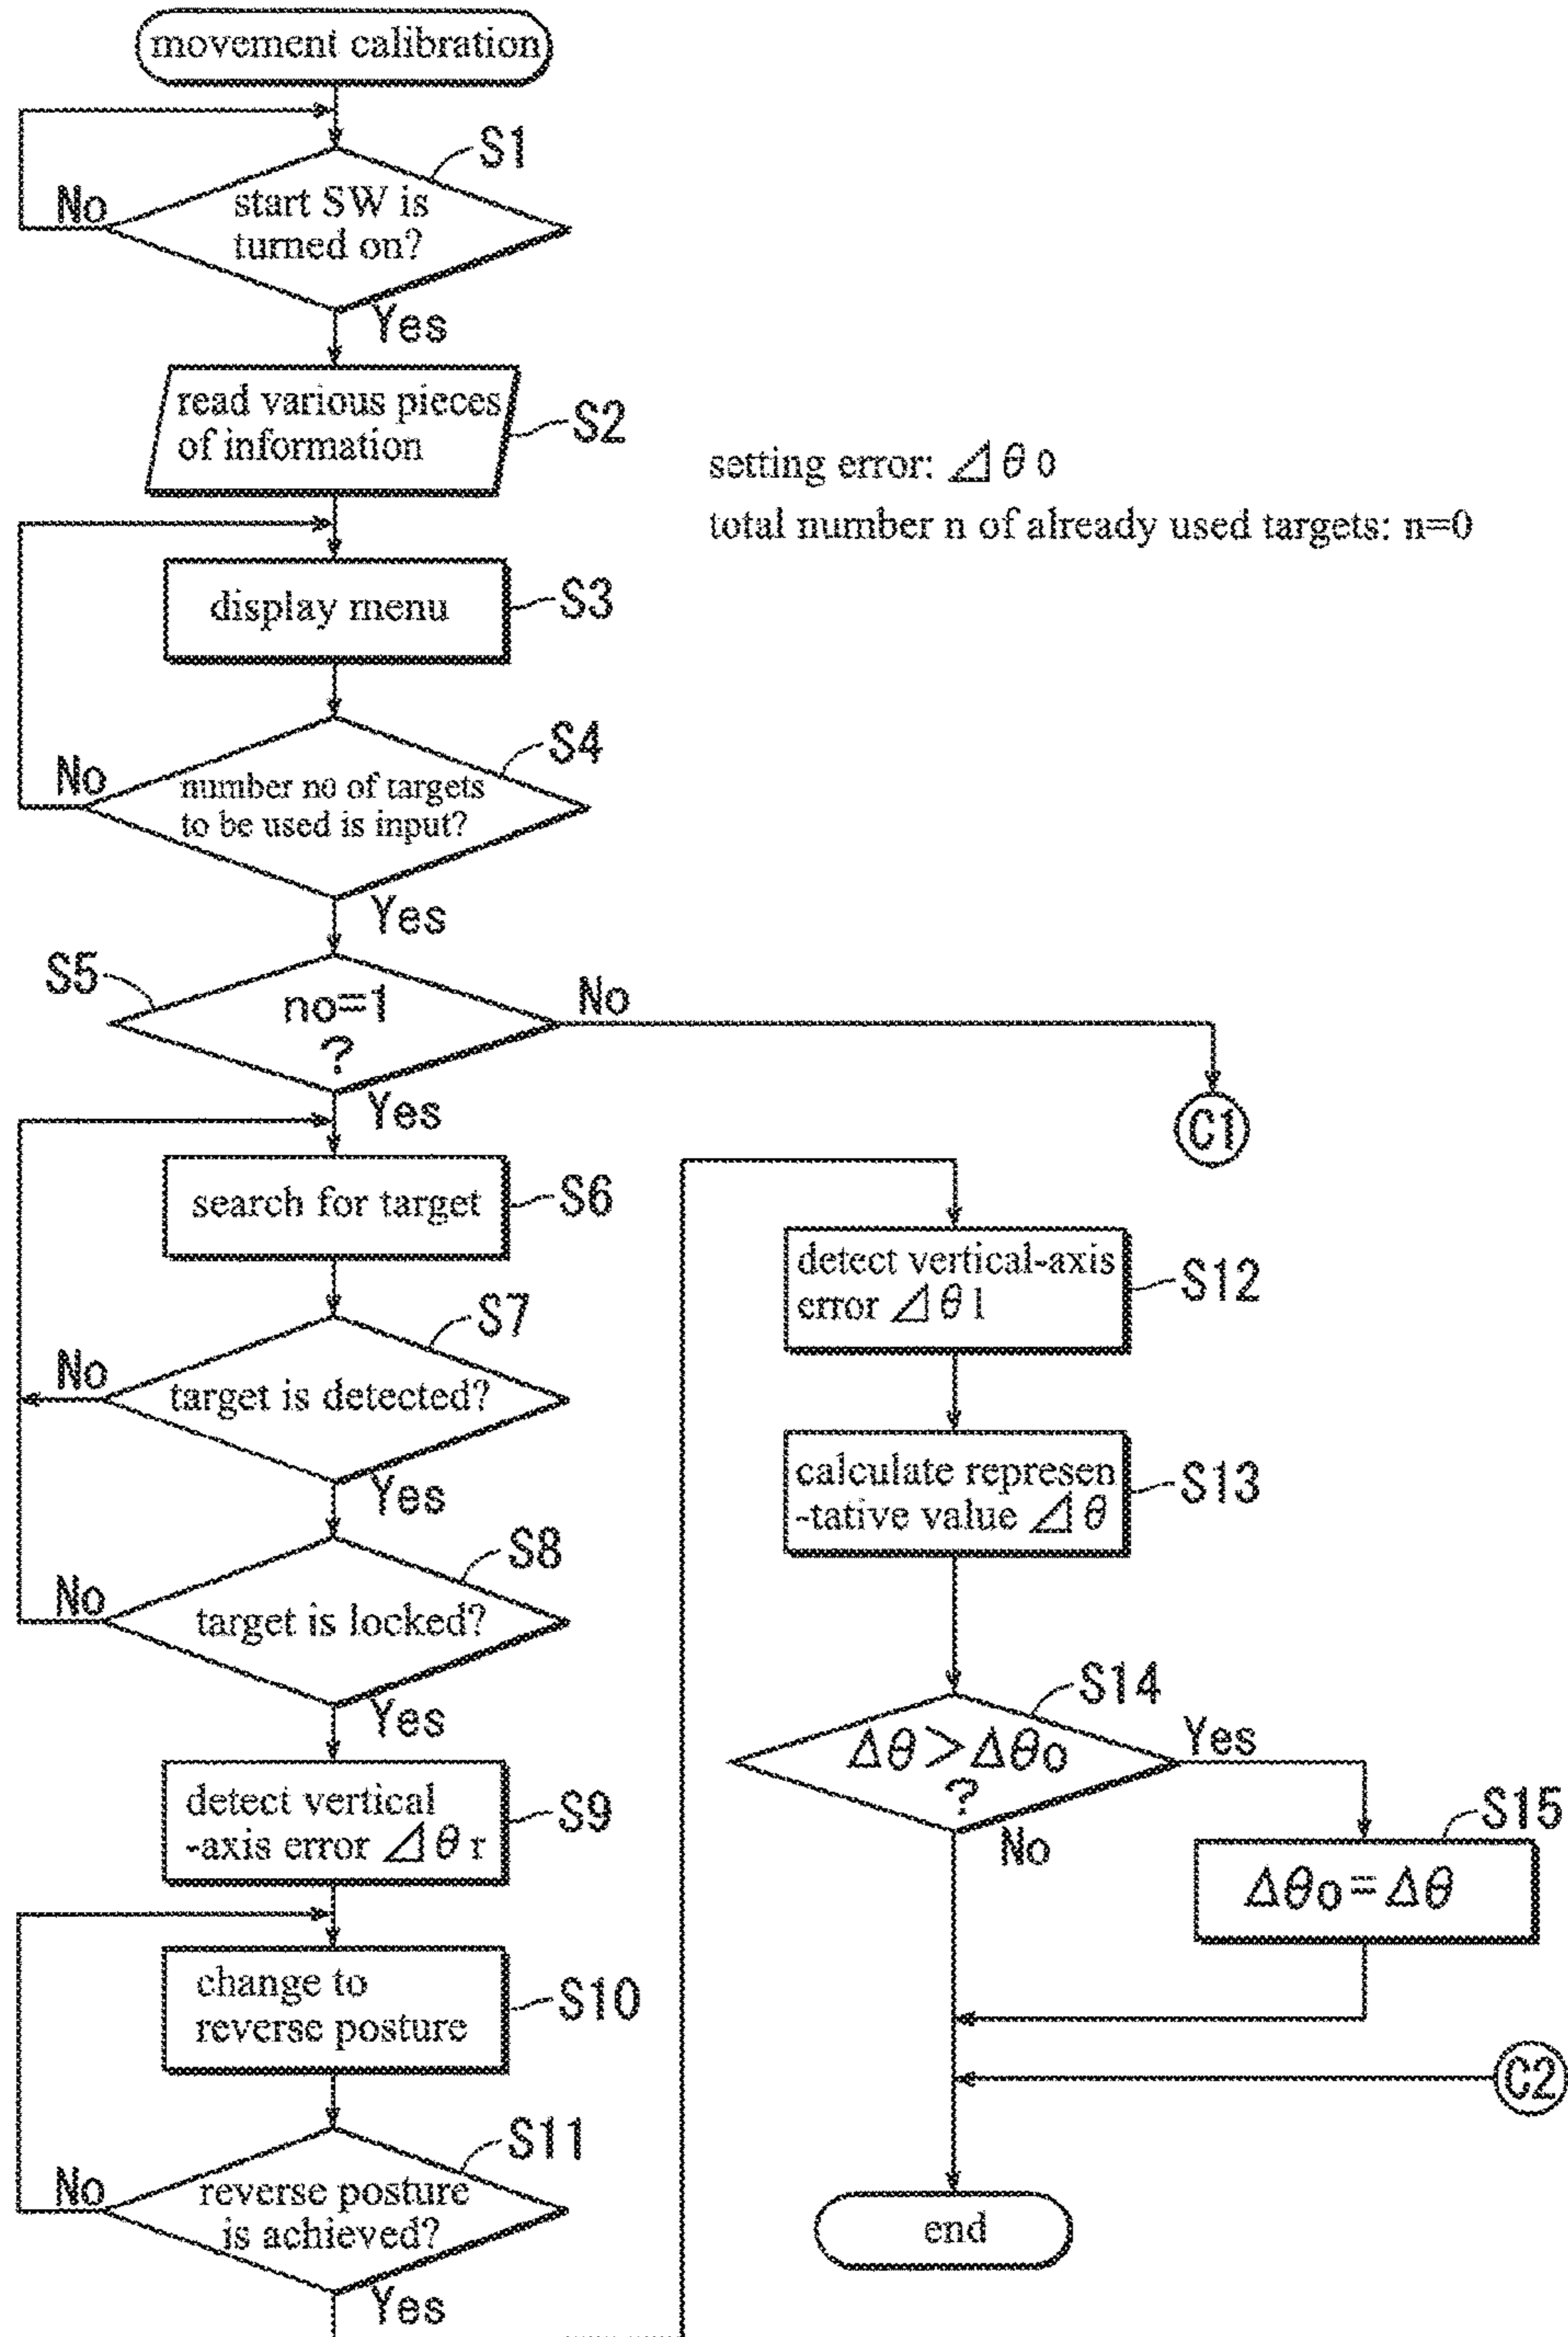 movement calibration
S1
No
start SW is
turned on?
Yes
read various pieces
of information
S2
setting error: ⊿θ0
total number n of already used targets: n=0
display menu
S3
S4
No
number n0 of targets
to be used is input?
Yes
S5
no=1
?
No
C1
Yes
search for target
S6
S7
No
target is detected?
Yes
S8
No
target is locked?
Yes
detect vertical
-axis error ⊿θr
S9
change to
reverse posture
S10
S11
No
reverse posture
is achieved?
Yes
detect vertical-axis
error ⊿θl
S12
calculate represen
-tative value ⊿θ
S13
S14
Δθ>Δθo
?
Yes
No
S15
Δθo=Δθ
C2
end